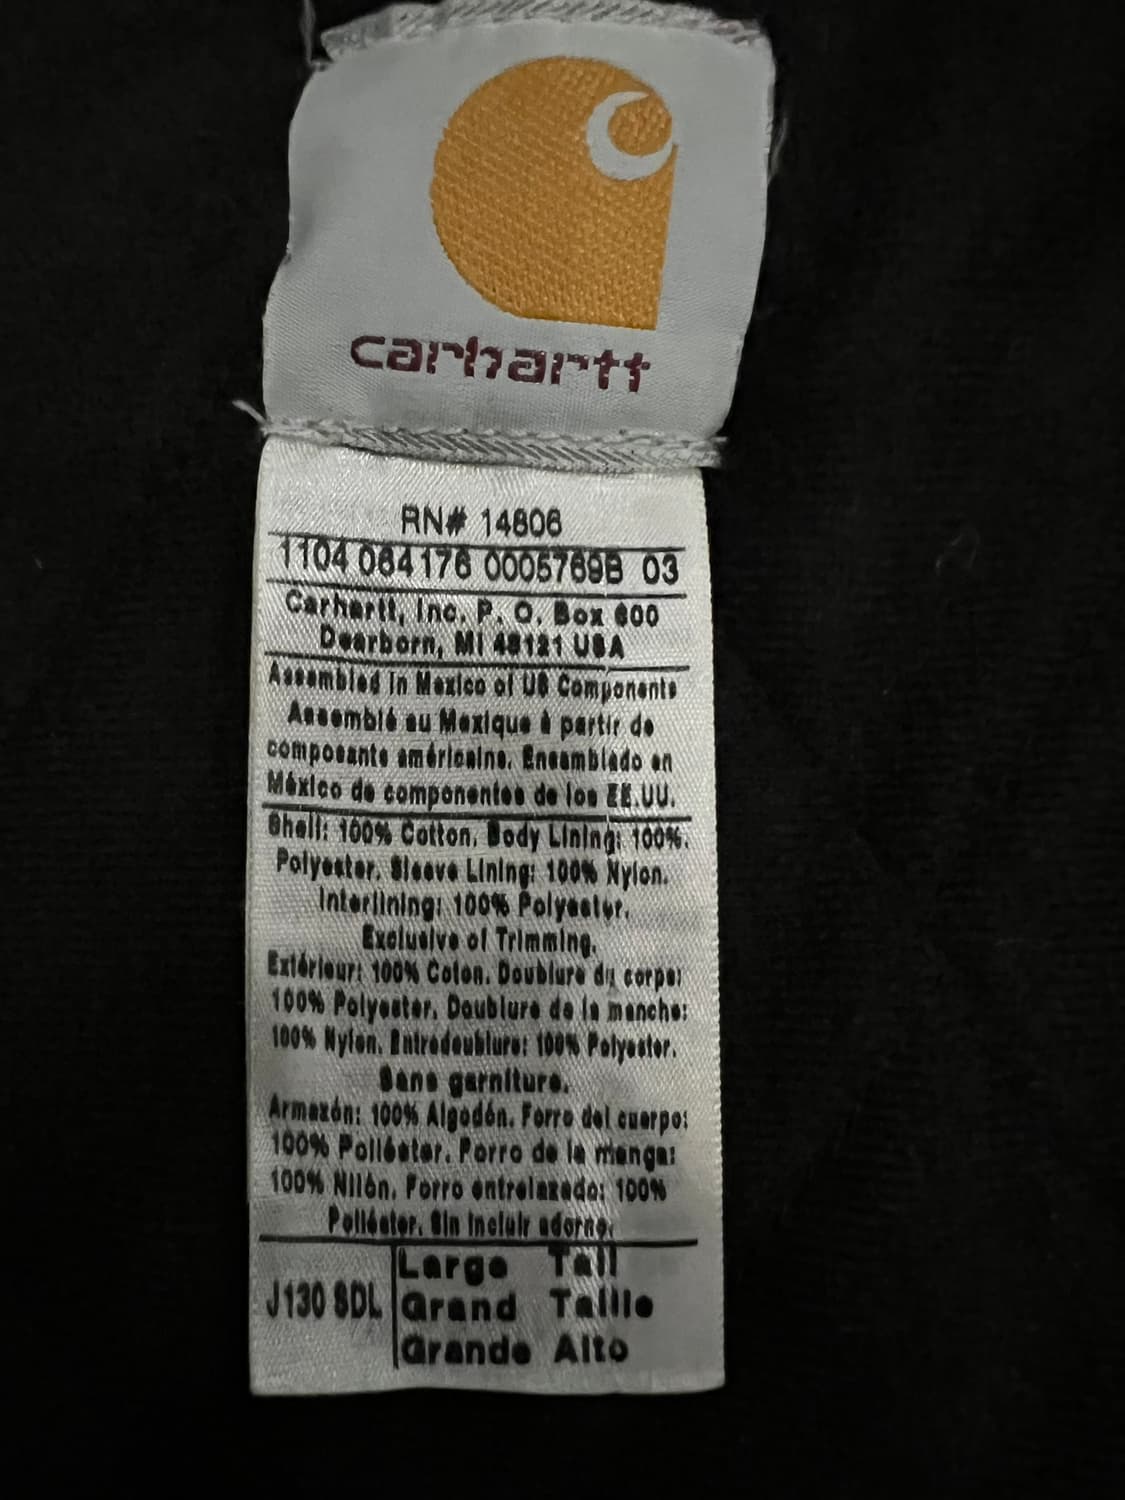 carhartt
RN# 14806
1104 064176 0005769B 03
Carhartt, Inc. P. O. Box 600
Dearborn, MI 48121 USA
Assembled in Mexico of US Components
Assemblé au Mexique à partir de
composants américains. Ensamblado en
México de componentes de los EE.UU.
Shell: 100% Cotton. Body Lining: 100%.
Polyester. Sleeve Lining: 100% Nylon.
Interlining: 100% Polyester.
Exclusive of Trimming.
Extérieur: 100% Coton. Doublure du corps:
100% Polyester. Doublure de la manche:
100% Nylon. Entredoublure: 100% Polyester.
Sans garniture.
Armazón: 100% Algodón. Forro del cuerpo:
100% Poliéster. Forro de la manga:
100% Nilón. Forro entrelazado: 100%
Poliéster. Sin incluir adorno.
J130 SDL
Large Tall
Grand Taille
Grande Alto